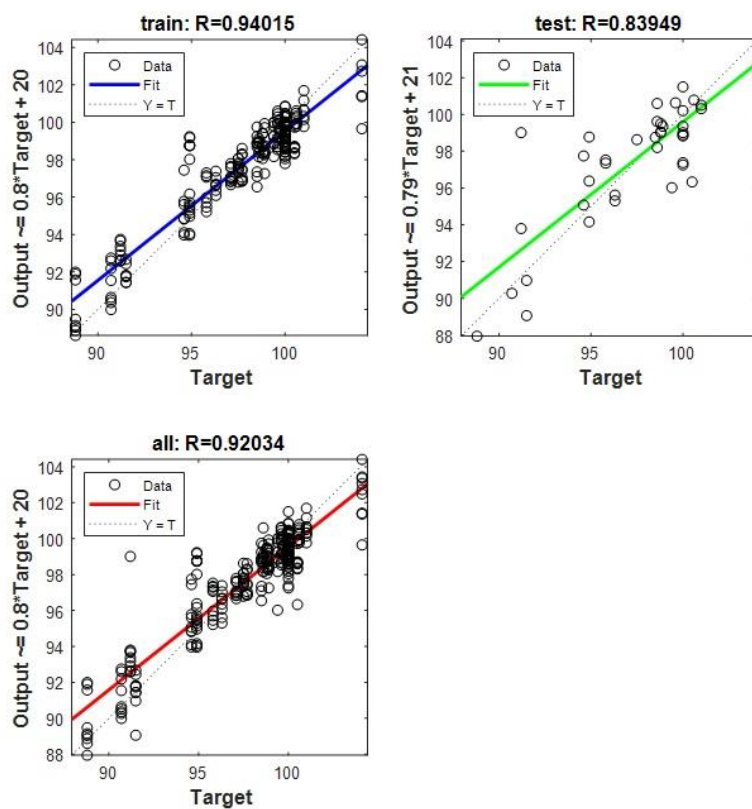 train: R=0.94015
Output ~= 0.8*Target + 20
104
102
100
98
96
94
92
90
Data
Fit
Y = T
90
95
100
Target
test: R=0.83949
Output ~= 0.79*Target + 21
104
102
100
98
96
94
92
90
88
Data
Fit
Y = T
90
95
100
Target
all: R=0.92034
Output ~= 0.8*Target + 20
104
102
100
98
96
94
92
90
88
Data
Fit
Y = T
90
95
100
Target